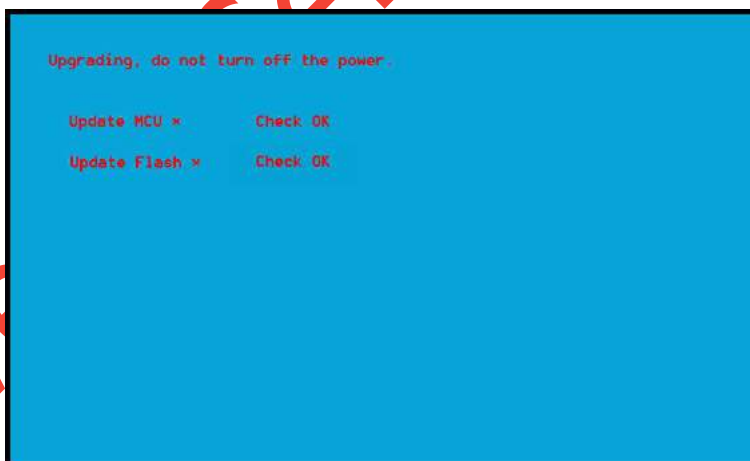 Upgrading, do not turn off the power.
Update MCU × Check OK
Update Flash × Check OK